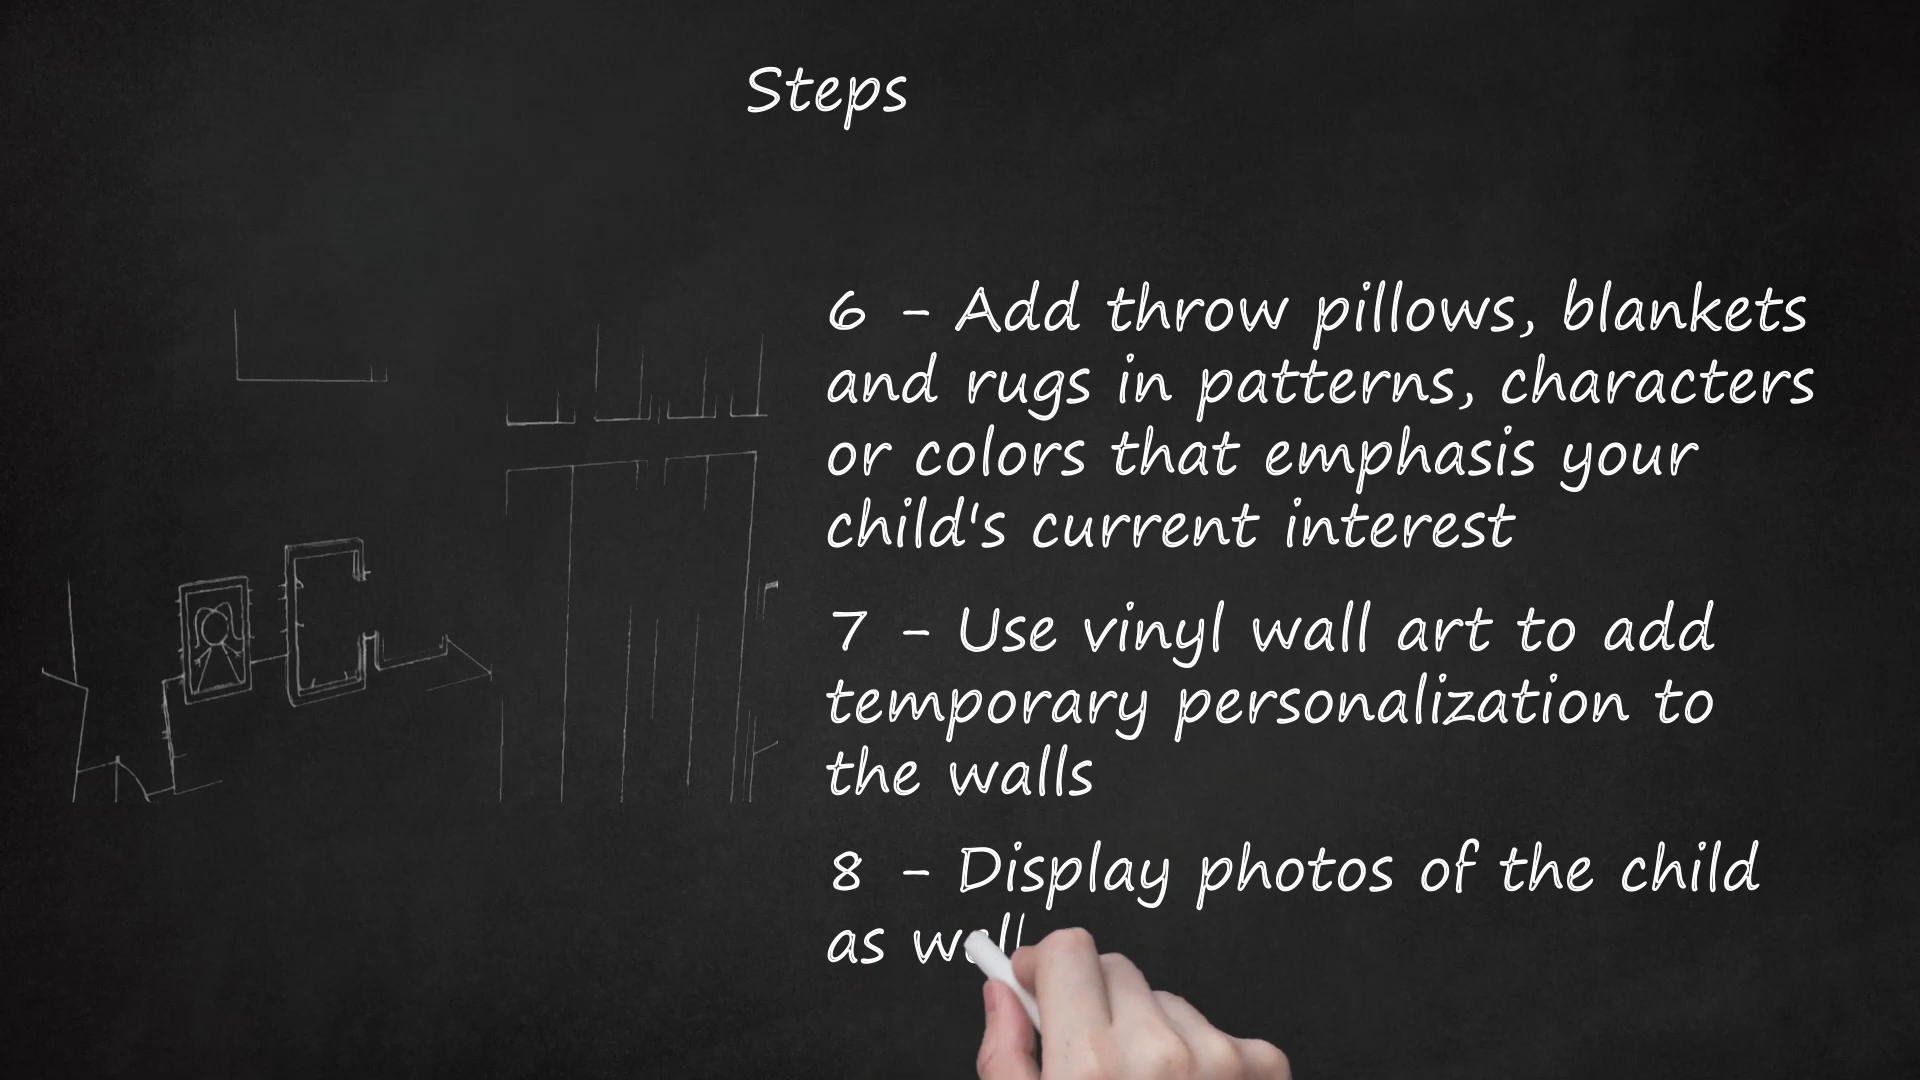 Steps
6 - Add throw pillows, blankets
and rugs in patterns, characters
or colors that emphasis your
child's current interest
7 - Use vinyl wall art to add
temporary personalization to
the walls
8 - Display photos of the child
as